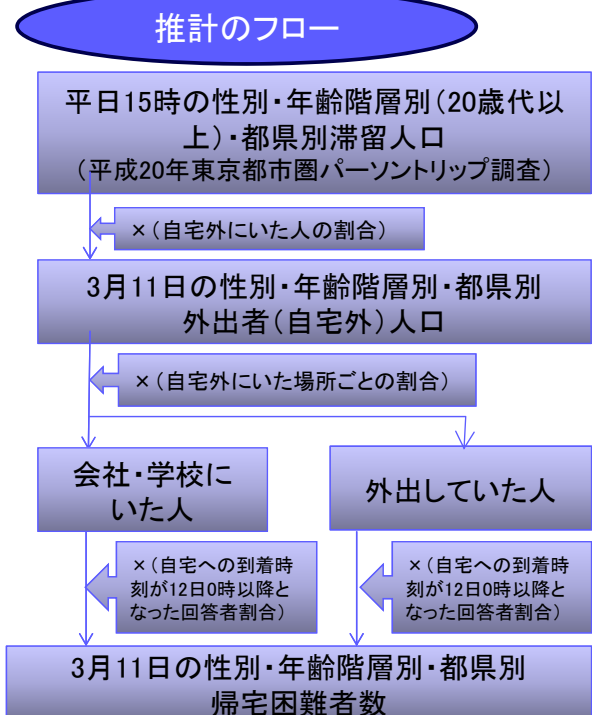 推計のフロー
平日15時の性別・年齢階層別(20歳代以
上)・都県別滞留人口
(平成20年東京都市圏パーソントリップ調査)
×(自宅外にいた人の割合)
3月11日の性別・年齢階層別・都県別
外出者(自宅外)人口
×(自宅外にいた場所ごとの割合)
会社・学校に
いた人
外出していた人
×(自宅への到着時
刻が12日0時以降と
なった回答者割合)
×(自宅への到着時
刻が12日0時以降と
なった回答者割合)
3月11日の性別・年齢階層別・都県別
帰宅困難者数